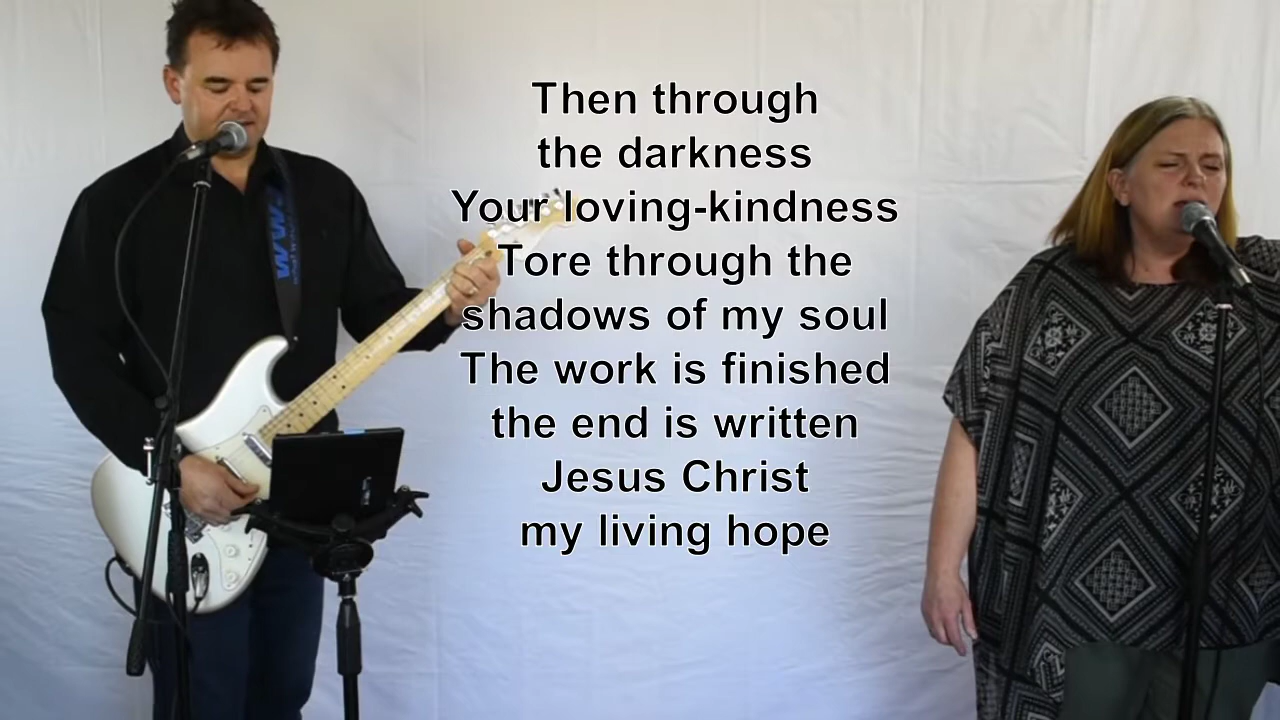 Then through
the darkness
Your loving-kindness
Tore through the
shadows of my soul
The work is finished
the end is written
Jesus Christ
my living hope